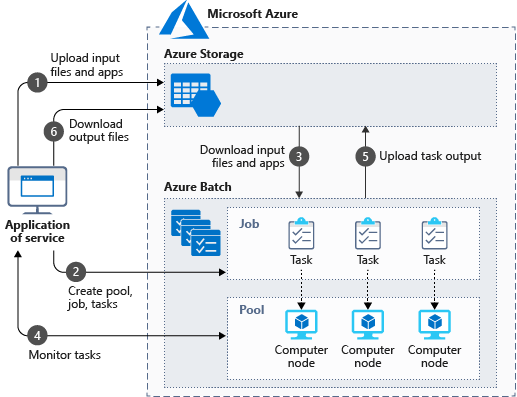 Microsoft Azure
Azure Storage
Upload input
files and apps
1
Download
output files
6
Download input
files and apps
3
5
Upload task output
Azure Batch
Application
of service
Job
Task
Task
Task
2
Create pool,
job, tasks
Pool
Computer
node
Computer
node
Computer
node
4
Monitor tasks